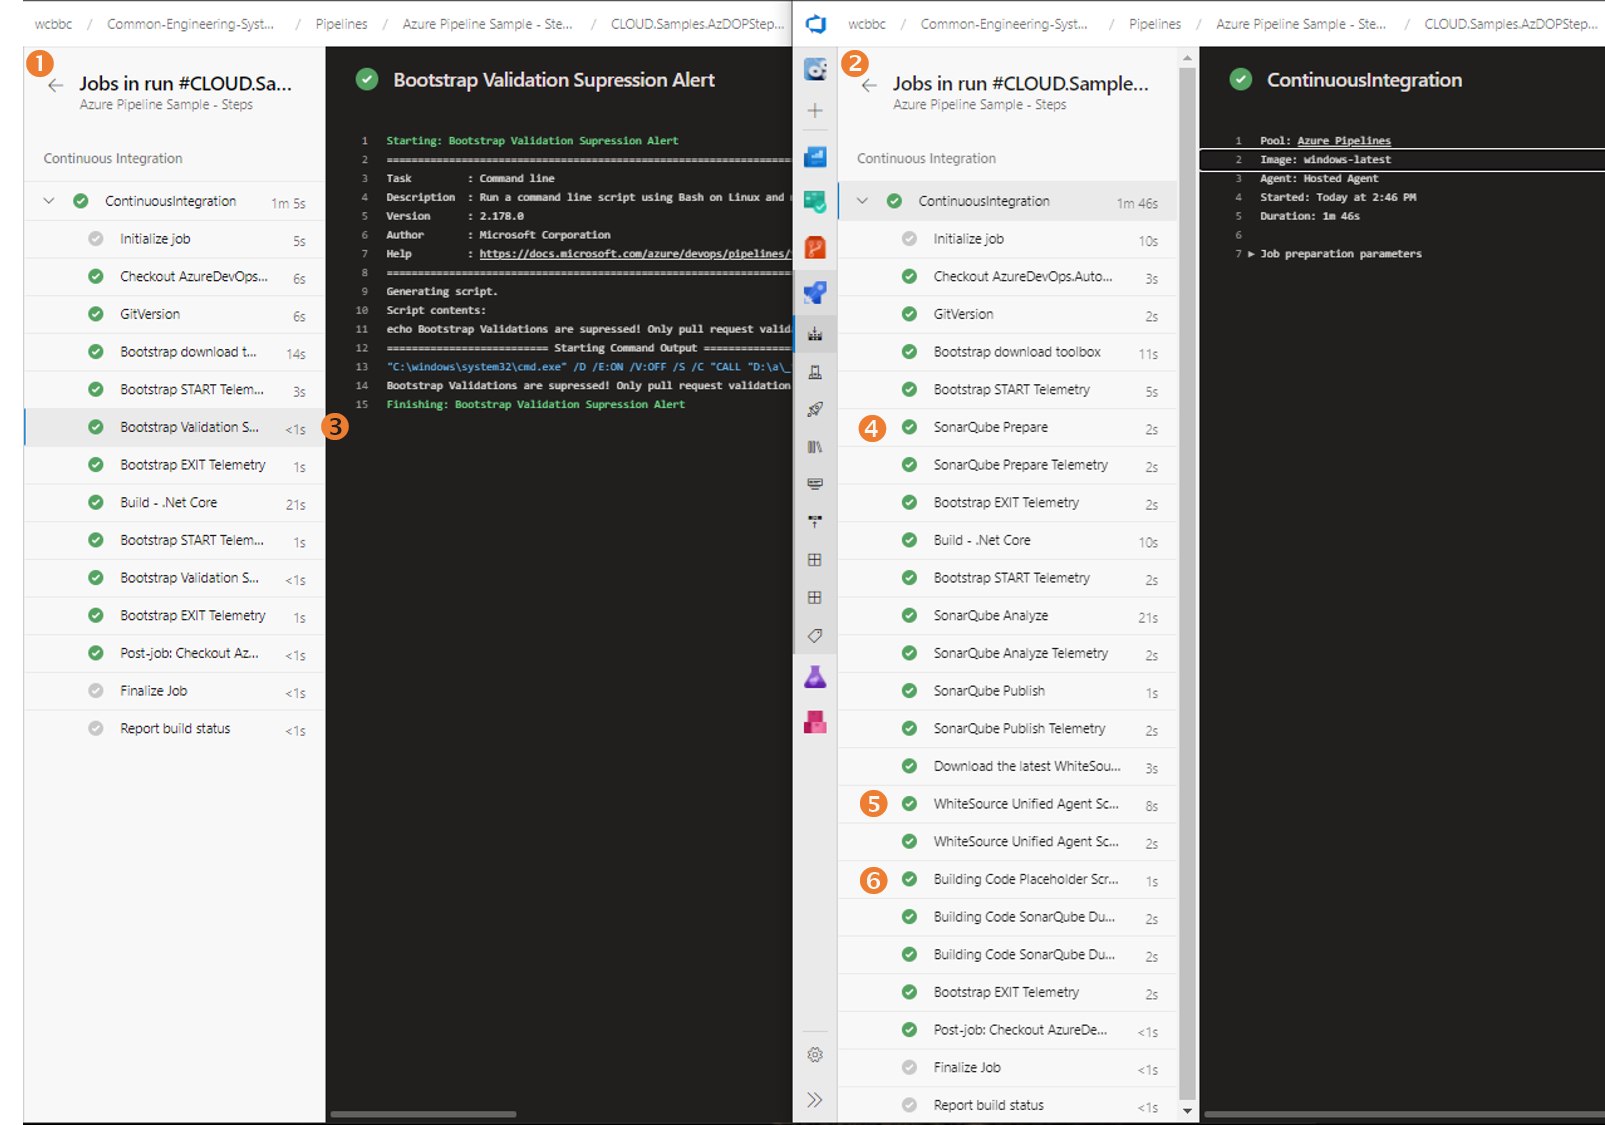 wcbbc / Common-Engineering-Syst... / Pipelines / Azure Pipeline Sample - Ste... / CLOUD.Samples.AzDOPStep...
1
Jobs in run #CLOUD.Sa...
Azure Pipeline Sample - Steps
Continuous Integration
ContinuousIntegration 1m 5s
Initialize job 5s
Checkout AzureDevOps... 6s
GitVersion 6s
Bootstrap download t... 14s
Bootstrap START Telem... 3s
Bootstrap Validation S... <1s
3
Bootstrap EXIT Telemetry 1s
Build - .Net Core 21s
Bootstrap START Telem... 1s
Bootstrap Validation S... <1s
Bootstrap EXIT Telemetry 1s
Post-job: Checkout Az... <1s
Finalize Job <1s
Report build status <1s
Bootstrap Validation Supression Alert
1 Starting: Bootstrap Validation Supression Alert
2 ==============================================================================
3 Task : Command line
4 Description : Run a command line script using Bash on Linux and
5 Version : 2.178.0
6 Author : Microsoft Corporation
7 Help : https://docs.microsoft.com/azure/devops/pipelines/
8 ==============================================================================
9 Generating script.
10 Script contents:
11 echo Bootstrap Validations are supressed! Only pull request valid
12 ========================== Starting Command Output ==============
13 "C:\windows\system32\cmd.exe" /D /E:ON /V:OFF /S /C "CALL "D:\a\_
14 Bootstrap Validations are supressed! Only pull request validation
15 Finishing: Bootstrap Validation Supression Alert
wcbbc / Common-Engineering-Syst... / Pipelines / Azure Pipeline Sample - Ste... / CLOUD.Samples.AzDOPStep...
2
Jobs in run #CLOUD.Sample...
Azure Pipeline Sample - Steps
Continuous Integration
ContinuousIntegration 1m 46s
Initialize job 10s
Checkout AzureDevOps.Auto... 3s
GitVersion 2s
Bootstrap download toolbox 11s
Bootstrap START Telemetry 5s
4 SonarQube Prepare 2s
SonarQube Prepare Telemetry 2s
Bootstrap EXIT Telemetry 2s
Build - .Net Core 10s
Bootstrap START Telemetry 2s
SonarQube Analyze 21s
SonarQube Analyze Telemetry 2s
SonarQube Publish 1s
SonarQube Publish Telemetry 2s
Download the latest WhiteSou... 3s
5 WhiteSource Unified Agent Sc... 8s
WhiteSource Unified Agent Sc... 2s
6 Building Code Placeholder Scr... 1s
Building Code SonarQube Du... 2s
Building Code SonarQube Du... 2s
Bootstrap EXIT Telemetry 2s
Post-job: Checkout AzureDe... <1s
Finalize Job <1s
Report build status <1s
ContinuousIntegration
1 Pool: Azure Pipelines
2 Image: windows-latest
3 Agent: Hosted Agent
4 Started: Today at 2:46 PM
5 Duration: 1m 46s
6
7 Job preparation parameters